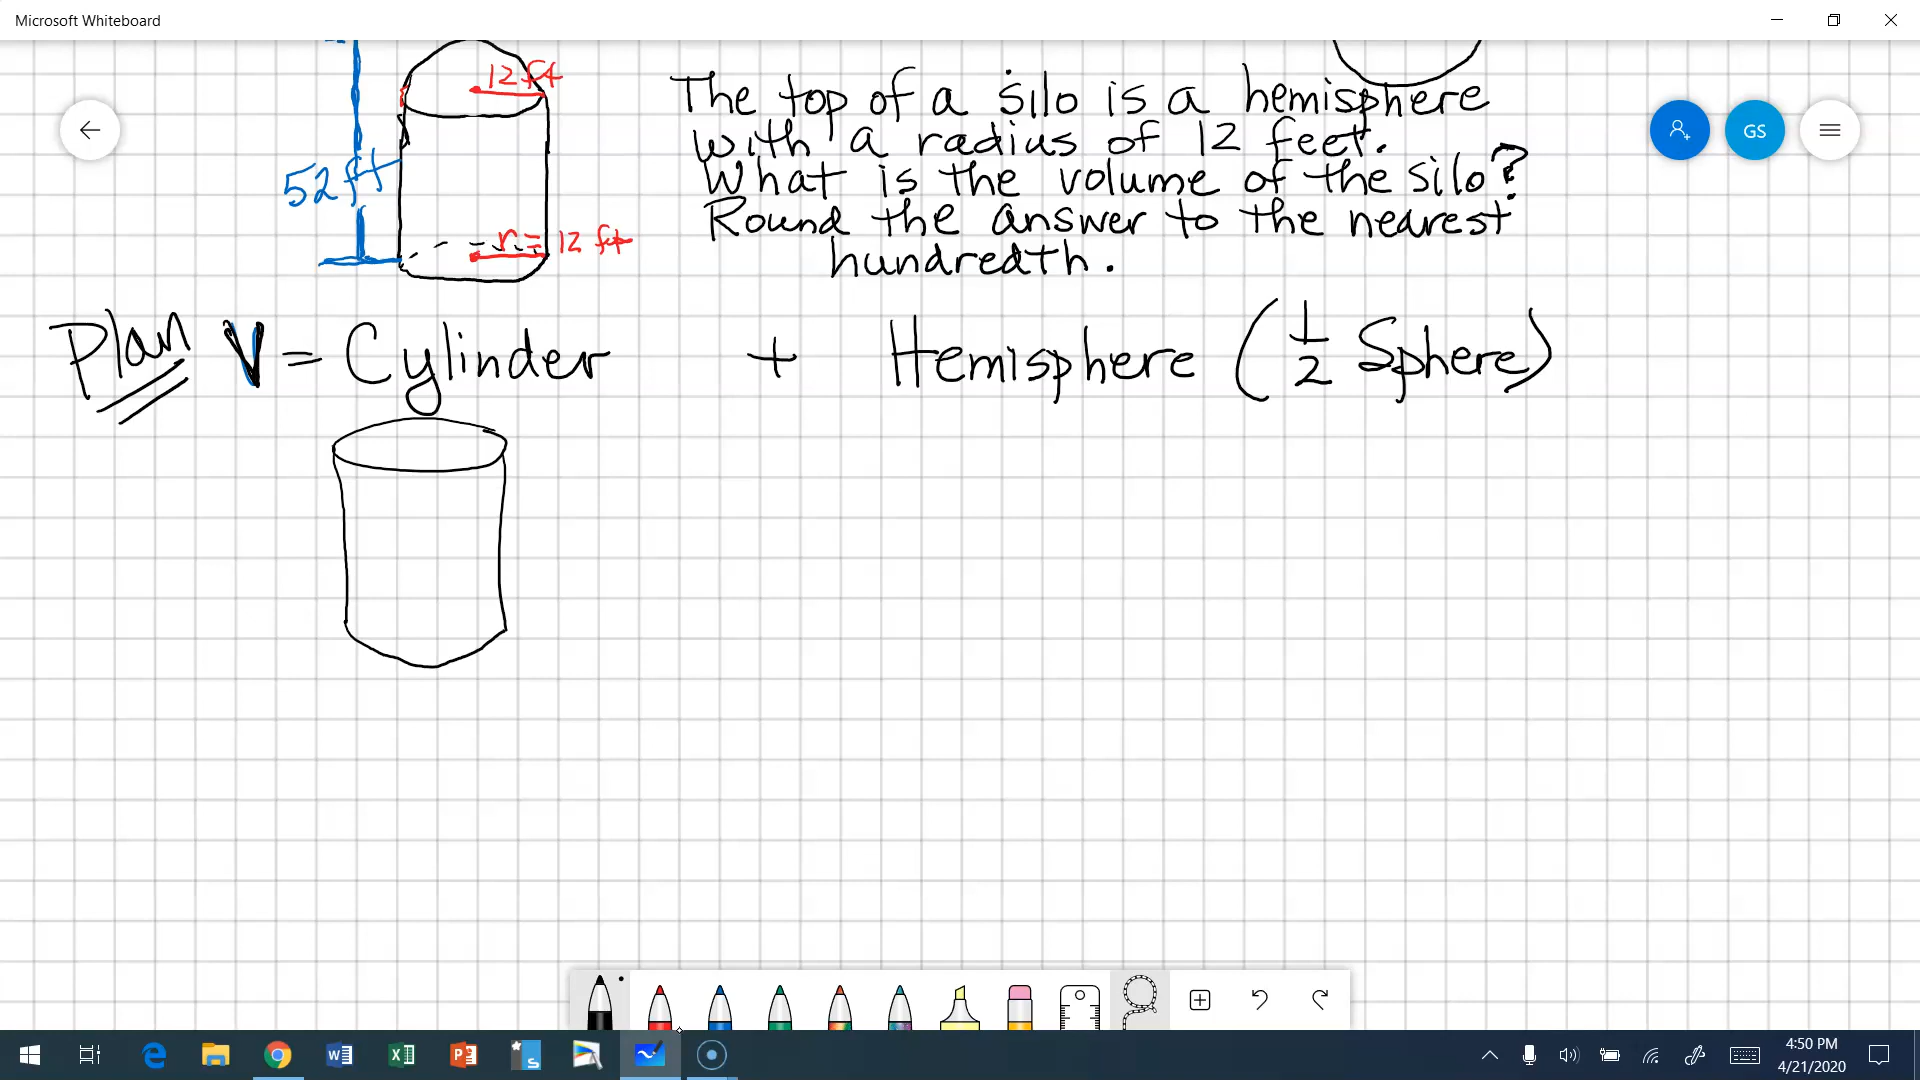 Microsoft Whiteboard
12 ft
The top of a silo is a hemisphere
with a radius of 12 feet.
52 ft
What is the volume of the silo?
Round the answer to the nearest
r = 12 ft
hundredth.
GS
Plan V = Cylinder + Hemisphere (1/2 Sphere)
4:50 PM
4/21/2020